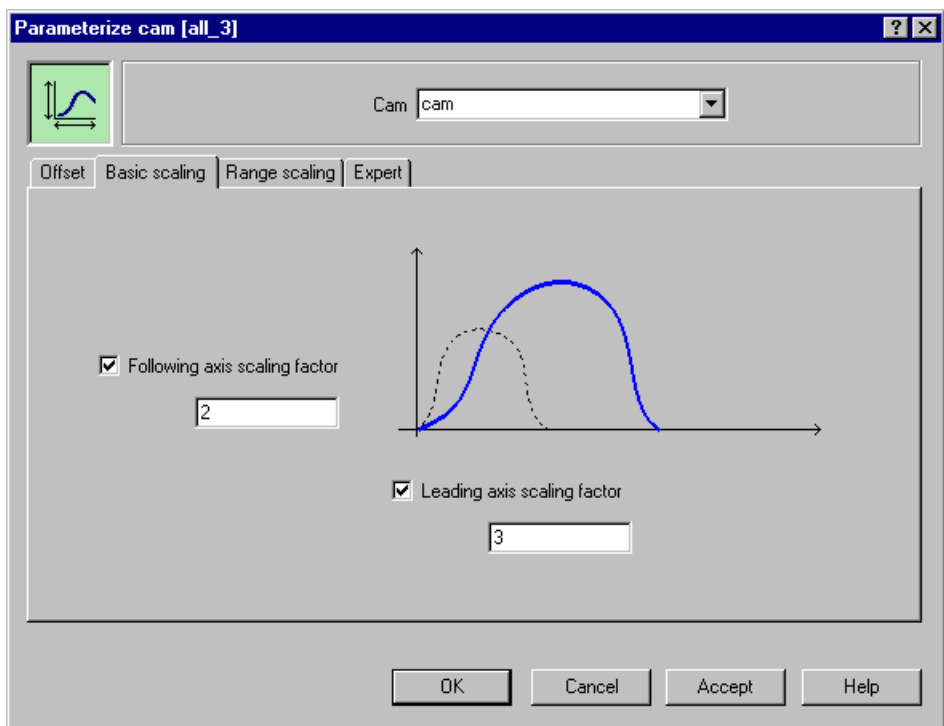 Parameterize cam [all_3]
Cam cam
Offset Basic scaling Range scaling Expert
Following axis scaling factor
2
Leading axis scaling factor
3
OK Cancel Accept Help